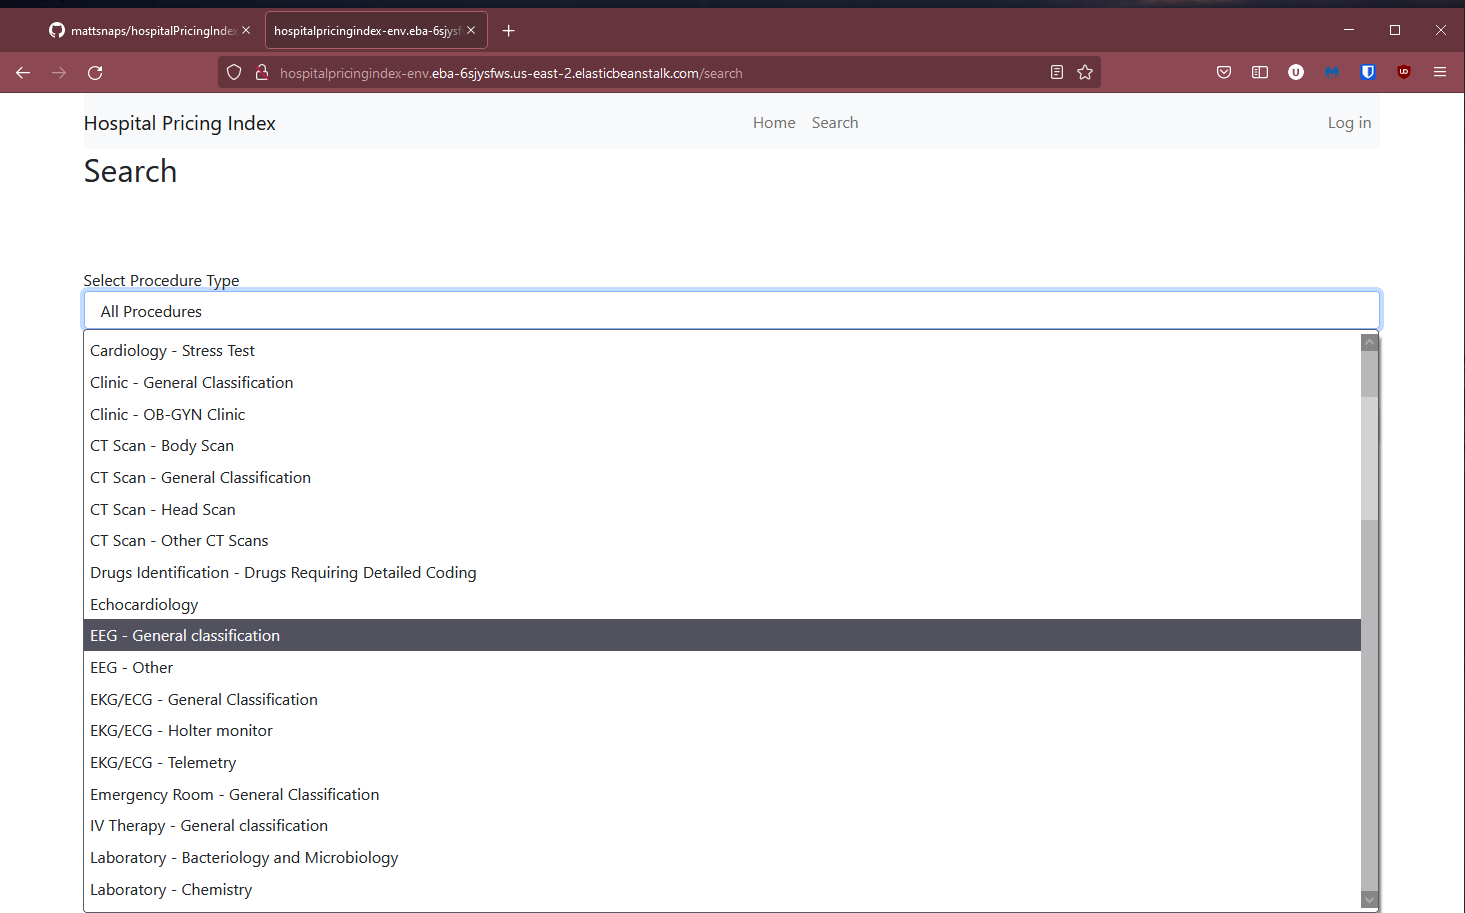 mattsnaps/hospitalPricingIndex
hospitalpricingindex-env.eba-6sjysf
hospitalpricingindex-env.eba-6sjysfws.us-east-2.elasticbeanstalk.com/search
Hospital Pricing Index
Home
Search
Log in
Search
Select Procedure Type
All Procedures
Cardiology - Stress Test
Clinic - General Classification
Clinic - OB-GYN Clinic
CT Scan - Body Scan
CT Scan - General Classification
CT Scan - Head Scan
CT Scan - Other CT Scans
Drugs Identification - Drugs Requiring Detailed Coding
Echocardiology
EEG - General classification
EEG - Other
EKG/ECG - General Classification
EKG/ECG - Holter monitor
EKG/ECG - Telemetry
Emergency Room - General Classification
IV Therapy - General classification
Laboratory - Bacteriology and Microbiology
Laboratory - Chemistry